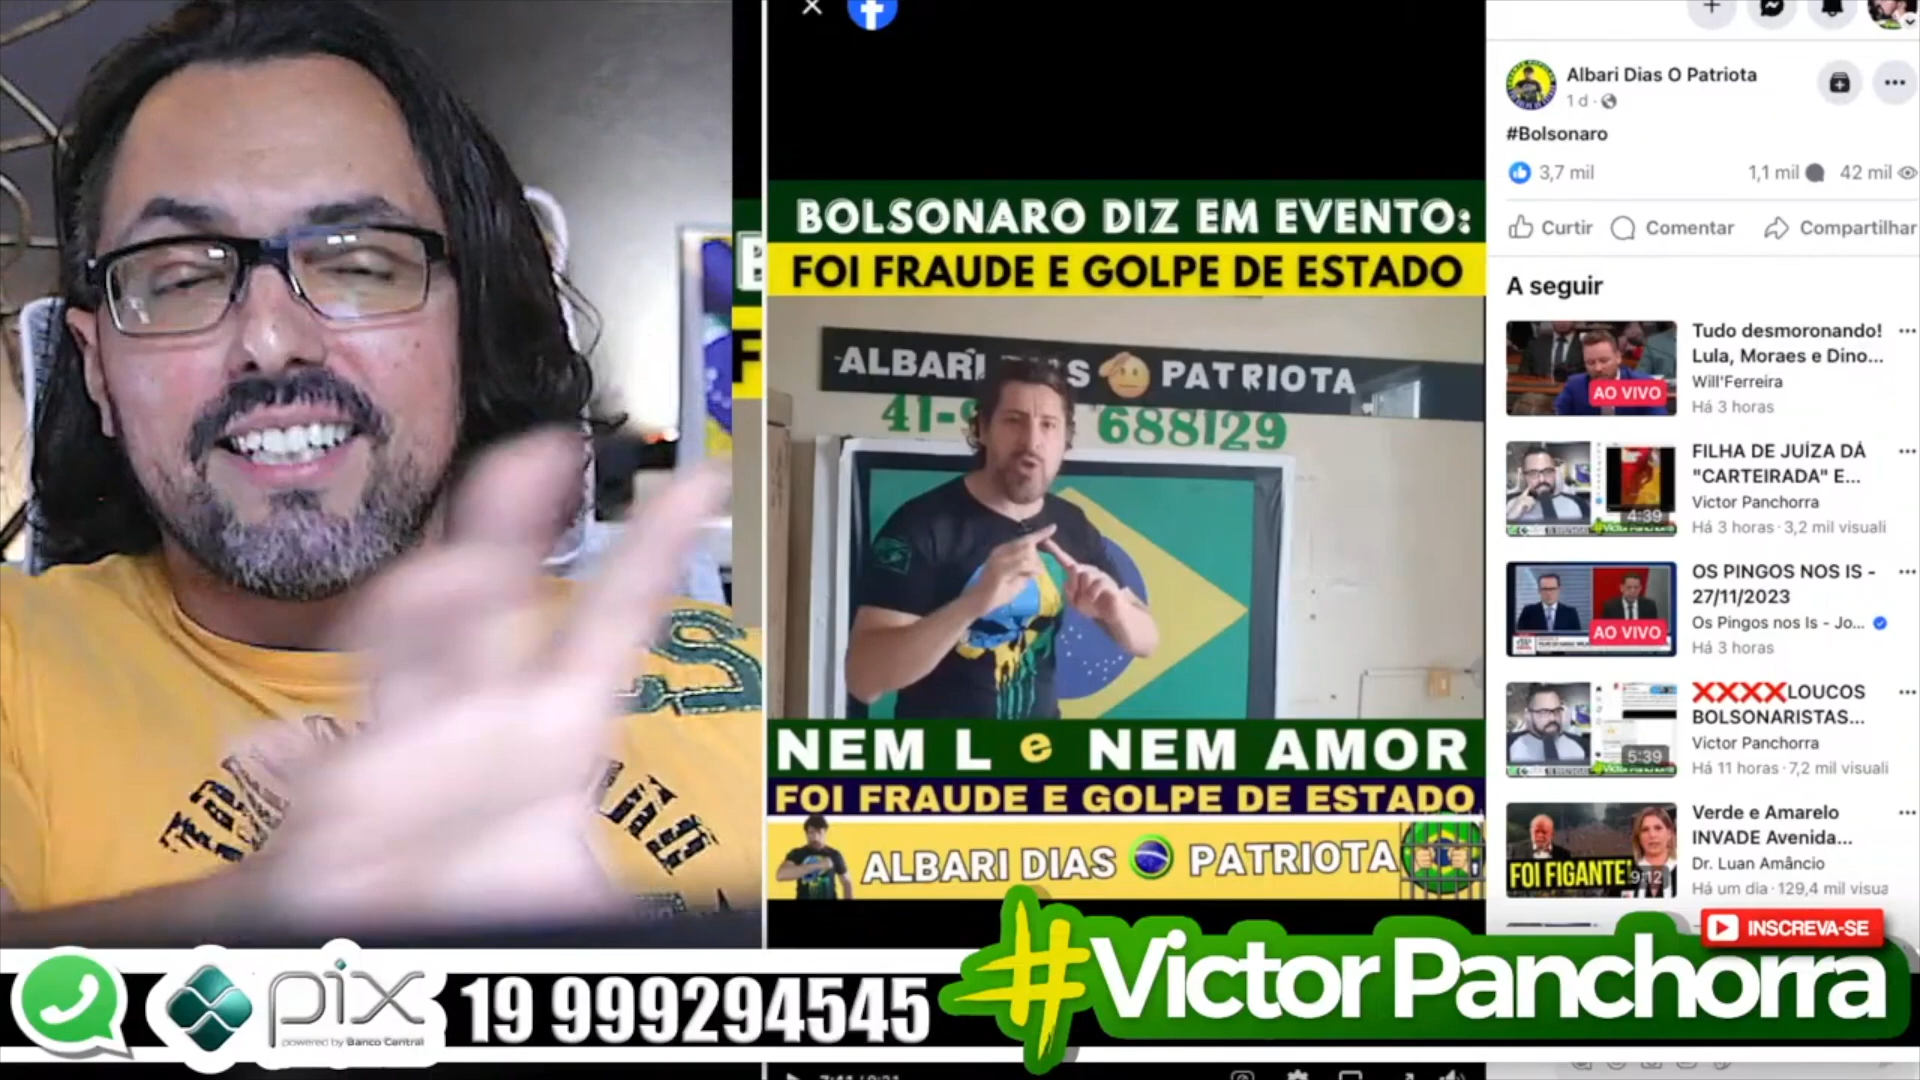 BOLSONARO DIZ EM EVENTO:
FOI FRAUDE E GOLPE DE ESTADO
ALBARI
S
PATRIOTA
41-9
688129
NEM L e NEM AMOR
FOI FRAUDE E GOLPE DE ESTADO
ALBARI DIAS PATRIOTA
Albari Dias O Patriota
1 d
#Bolsonaro
3,7 mil 1,1 mil 42 mil
Curtir Comentar Compartilhar
A seguir
Tudo desmoronando!
Lula, Moraes e Dino...
Will'Ferreira
Há 3 horas
AO VIVO
FILHA DE JUÍZA DÁ
"CARTEIRADA" E...
Victor Panchorra
Há 3 horas · 3,2 mil visuali
4:39
OS PINGOS NOS IS -
27/11/2023
Os Pingos nos Is - Jo...
Há 3 horas
AO VIVO
❌❌❌❌LOUCOS
BOLSONARISTAS...
Victor Panchorra
Há 11 horas · 7,2 mil visuali
5:39
Verde e Amarelo
INVADE Avenida...
Dr. Luan Amâncio
Há um dia · 129,4 mil visua
FOI FIGANTE!
9:12
INSCREVA-SE
pix
powered by Banco Central
19 999294545
#Victor Panchorra